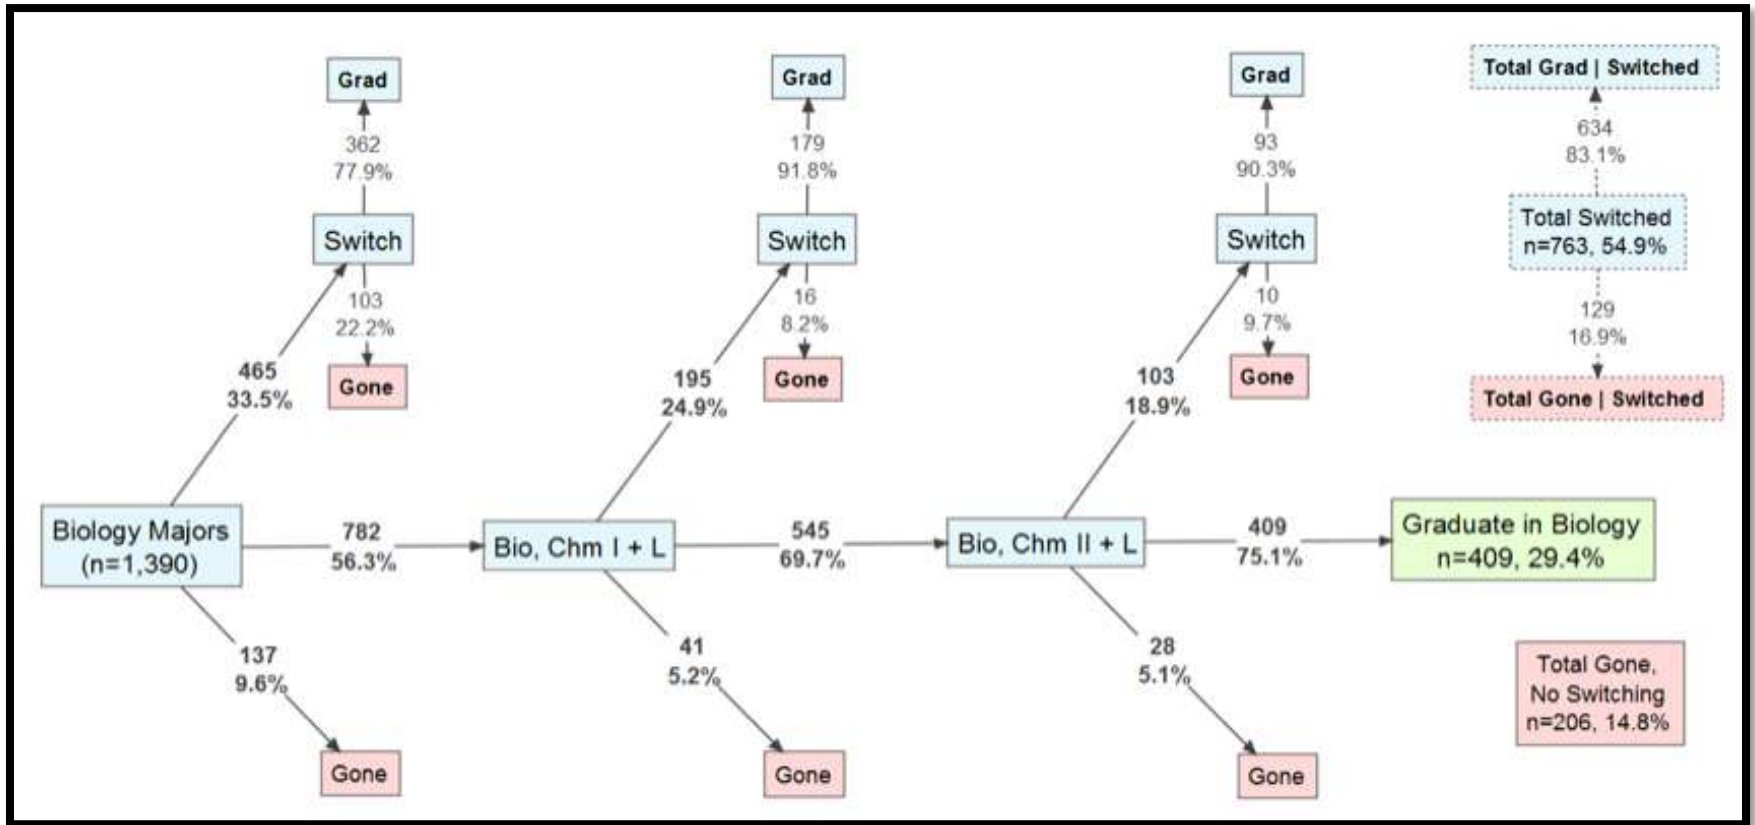 Grad
362
77.9%
Switch
103
22.2%
Gone
465
33.5%
Biology Majors
(n=1,390)
782
56.3%
137
9.6%
Gone
Grad
179
91.8%
Switch
16
8.2%
Gone
195
24.9%
Bio, Chm I + L
545
69.7%
41
5.2%
Gone
Grad
93
90.3%
Switch
10
9.7%
Gone
103
18.9%
Bio, Chm II + L
409
75.1%
28
5.1%
Gone
Total Grad | Switched
634
83.1%
Total Switched
n=763, 54.9%
129
16.9%
Total Gone | Switched
Graduate in Biology
n=409, 29.4%
Total Gone,
No Switching
n=206, 14.8%